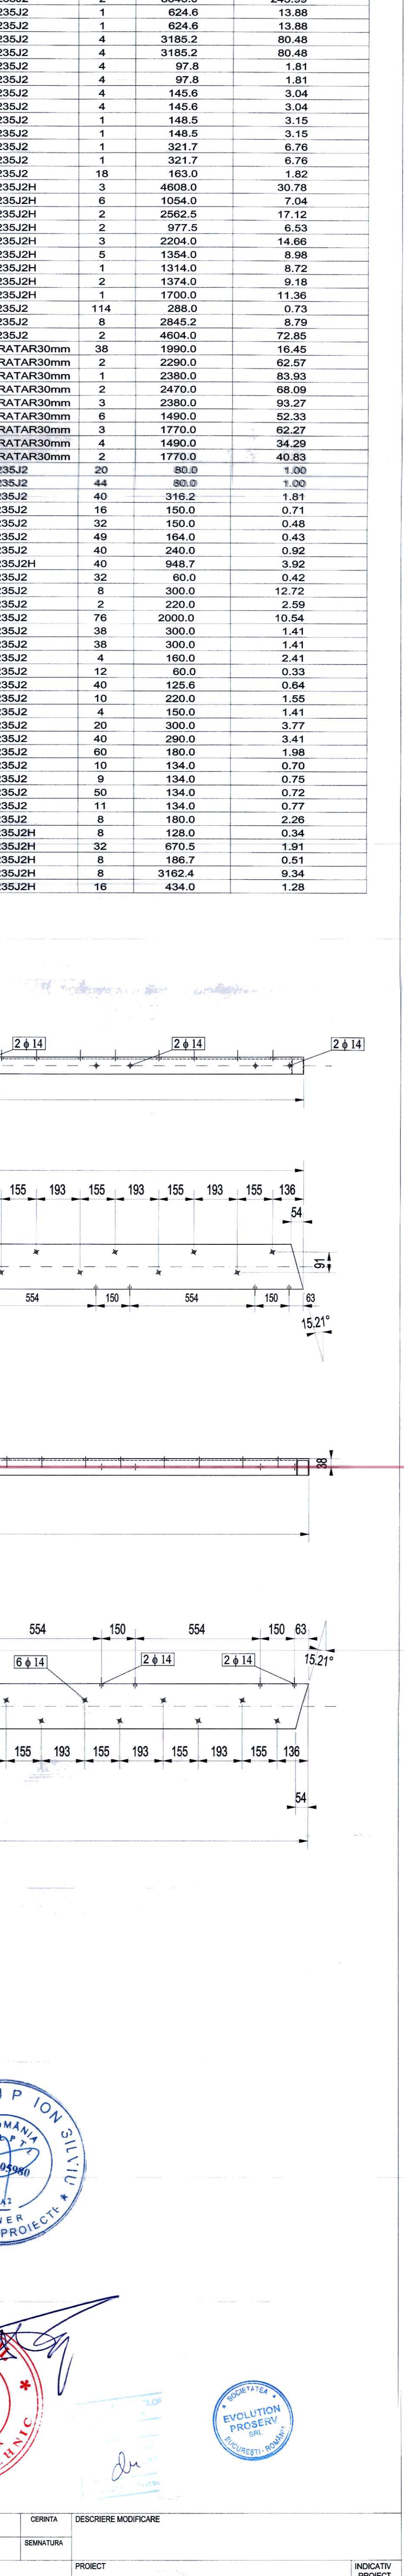 235J2 1 624.6 13.88
235J2 1 624.6 13.88
235J2 4 3185.2 80.48
235J2 4 3185.2 80.48
235J2 4 97.8 1.81
235J2 4 97.8 1.81
235J2 4 145.6 3.04
235J2 4 145.6 3.04
235J2 1 148.5 3.15
235J2 1 148.5 3.15
235J2 1 321.7 6.76
235J2 1 321.7 6.76
235J2 18 163.0 1.82
235J2H 3 4608.0 30.78
235J2H 6 1054.0 7.04
235J2H 2 2562.5 17.12
235J2H 2 977.5 6.53
235J2H 3 2204.0 14.66
235J2H 5 1354.0 8.98
235J2H 1 1314.0 8.72
235J2H 2 1374.0 9.18
235J2H 1 1700.0 11.36
235J2 114 288.0 0.73
235J2 8 2845.2 8.79
235J2 2 4604.0 72.85
RATAR30mm 38 1990.0 16.45
RATAR30mm 2 2290.0 62.57
RATAR30mm 1 2380.0 83.93
RATAR30mm 2 2470.0 68.09
RATAR30mm 3 2380.0 93.27
RATAR30mm 6 1490.0 52.33
RATAR30mm 3 1770.0 62.27
RATAR30mm 4 1490.0 34.29
RATAR30mm 2 1770.0 40.83
235J2 20 80.0 1.00
235J2 44 80.0 1.00
235J2 40 316.2 1.81
235J2 16 150.0 0.71
235J2 32 150.0 0.48
235J2 49 164.0 0.43
235J2 40 240.0 0.92
235J2H 40 948.7 3.92
235J2 32 60.0 0.42
235J2 8 300.0 12.72
235J2 2 220.0 2.59
235J2 76 2000.0 10.54
235J2 38 300.0 1.41
235J2 38 300.0 1.41
235J2 4 160.0 2.41
235J2 12 60.0 0.33
235J2 40 125.6 0.64
235J2 10 220.0 1.55
235J2 4 150.0 1.41
235J2 20 300.0 3.77
235J2 40 290.0 3.41
235J2 60 180.0 1.98
235J2 10 134.0 0.70
235J2 9 134.0 0.75
235J2 50 134.0 0.72
235J2 11 134.0 0.77
235J2 8 180.0 2.26
235J2H 8 128.0 0.34
235J2H 32 670.5 1.91
235J2H 8 186.7 0.51
235J2H 8 3162.4 9.34
235J2H 16 434.0 1.28
2 ϕ 14 2 ϕ 14 2 ϕ 14
155 193 155 193 155 193 155 136
54
91
554 150 554 150 63
15.21°
38
554 150 554 150 63
6 ϕ 14 2 ϕ 14 2 ϕ 14 15.21°
155 193 155 193 155 193 155 136
54
P ION SILVIU
05980
PROIECTE
SOCIETATEA
EVOLUTION
PROSERV
SRL
BUCUREȘTI - ROMÂNIA
CERINTA DESCRIERE MODIFICARE
SEMNATURA
PROIECT INDICATIV
PROIECT